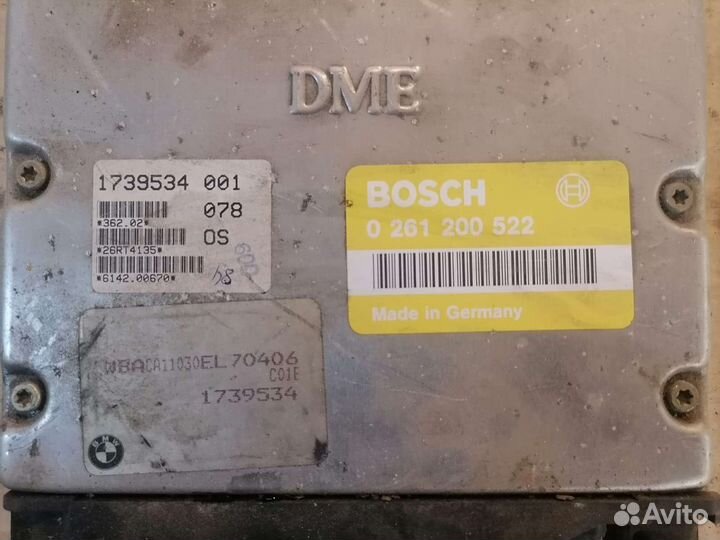 DME
1739534 001
078
*362.02*
OS
*26RT4135*
*6142.00670*
600
BOSCH
0 261 200 522
Made in Germany
WBACA11030EL70406
C01E
1739534
BMW
Avito